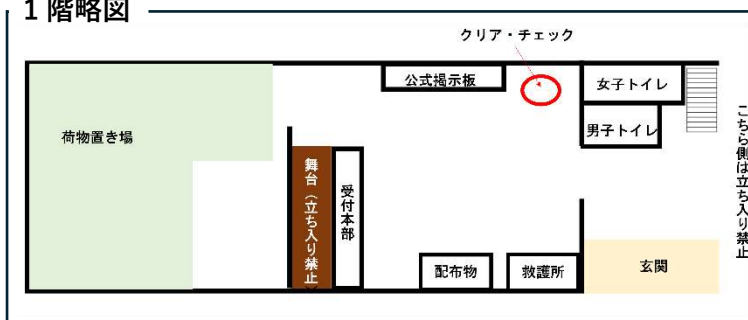 1階略図
クリア・チェック
公式掲示板
女子トイレ
男子トイレ
こちら側は立ち入り禁止
荷物置き場
舞台(立ち入り禁止)
受付本部
配布物
救護所
玄関